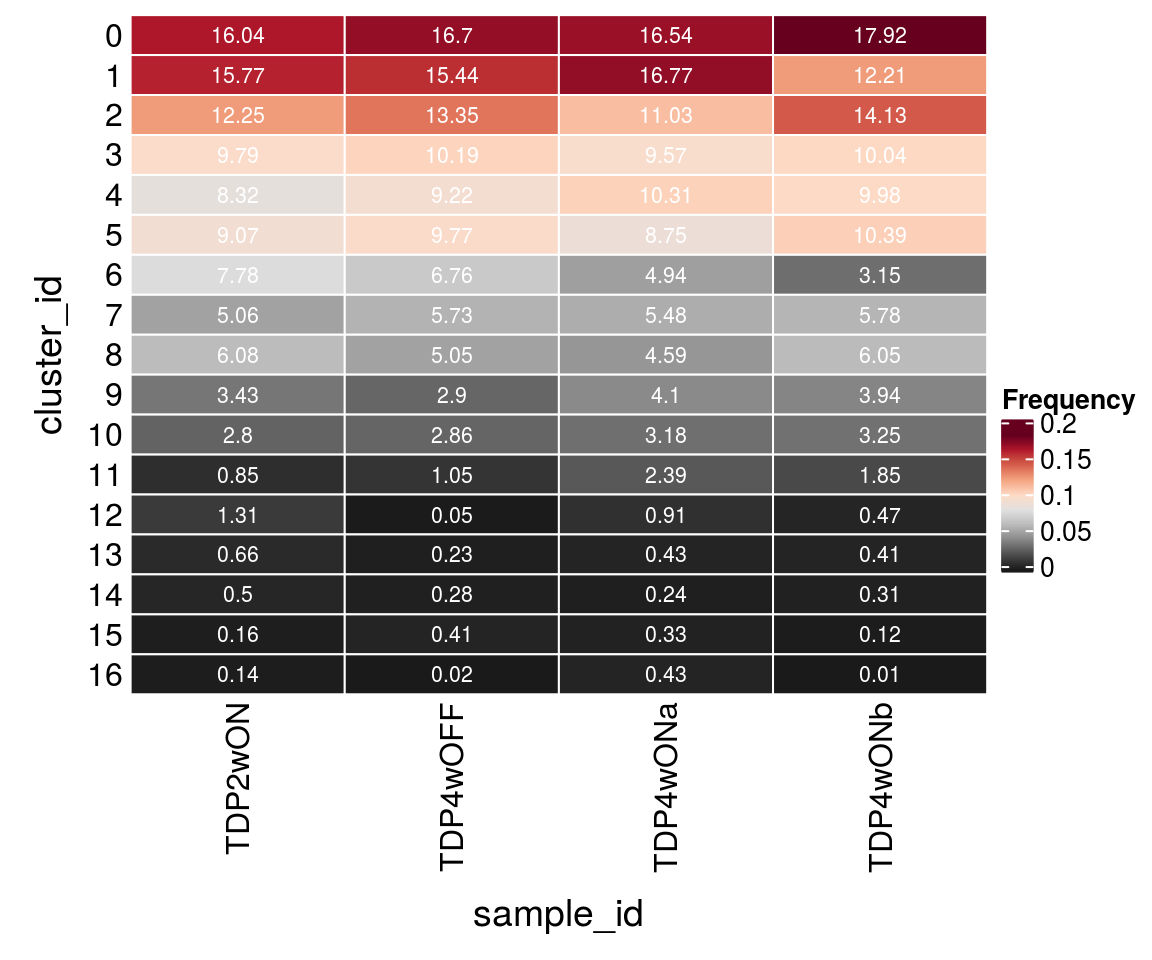 0 16.04 16.7 16.54 17.92
1 15.77 15.44 16.77 12.21
2 12.25 13.35 11.03 14.13
3 9.79 10.19 9.57 10.04
4 8.32 9.22 10.31 9.98
5 9.07 9.77 8.75 10.39
6 7.78 6.76 4.94 3.15
7 5.06 5.73 5.48 5.78
8 6.08 5.05 4.59 6.05
9 3.43 2.9 4.1 3.94
10 2.8 2.86 3.18 3.25
11 0.85 1.05 2.39 1.85
12 1.31 0.05 0.91 0.47
13 0.66 0.23 0.43 0.41
14 0.5 0.28 0.24 0.31
15 0.16 0.41 0.33 0.12
16 0.14 0.02 0.43 0.01
cluster_id
TDP2wON
TDP4wOFF
TDP4wONa
TDP4wONb
sample_id
Frequency
0.2
0.15
0.1
0.05
0